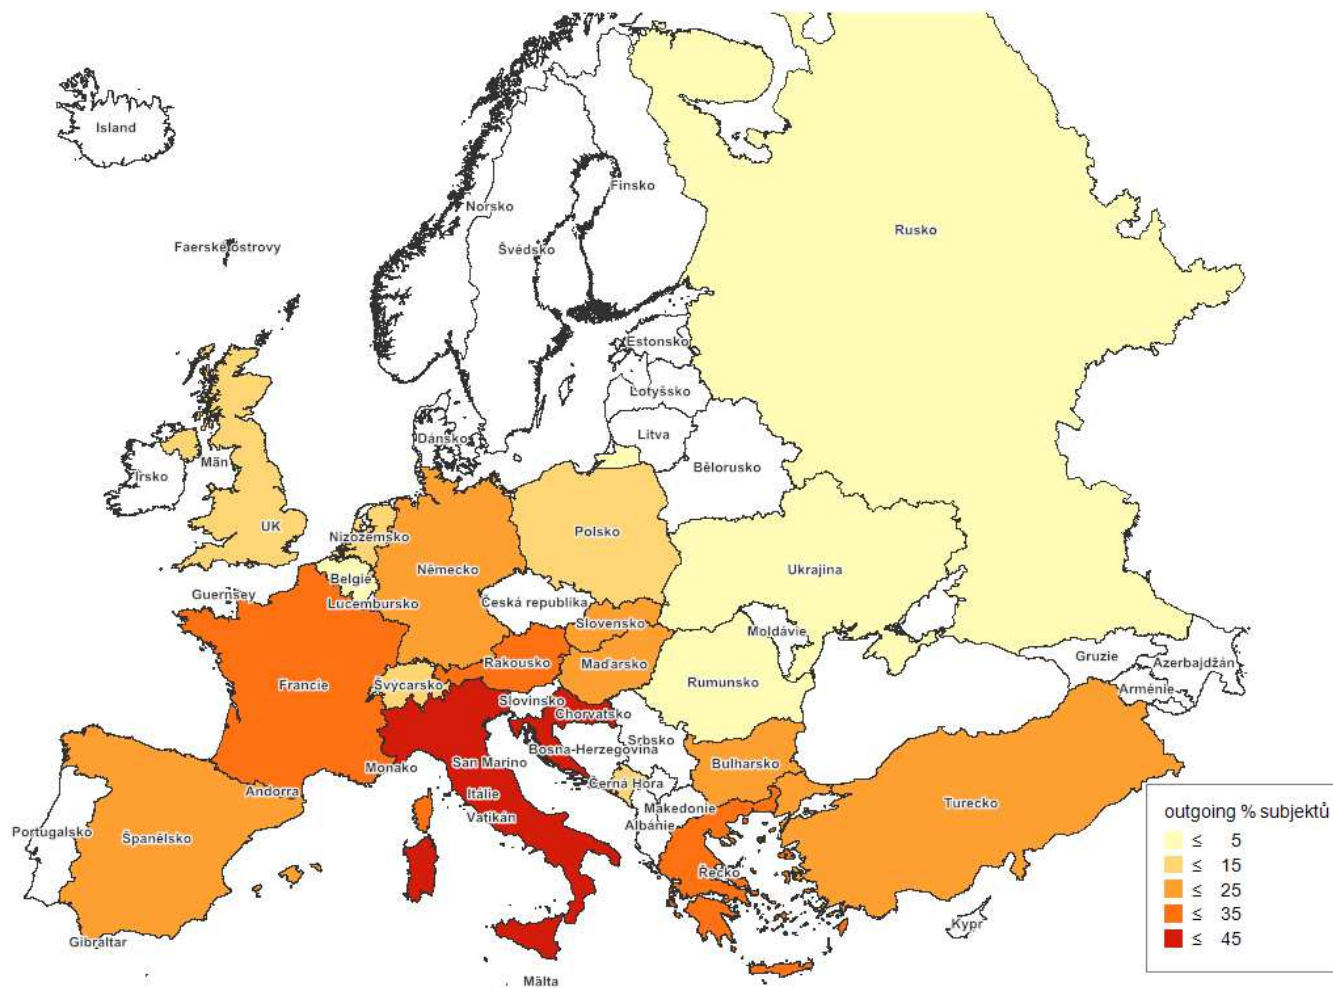 Island
Finsko
Norsko
Rusko
Faerské ostrovy
Švédsko
Estonsko
Lotyšsko
Litva
Dánsko
Män
Bělorusko
Irsko
UK
Nizozemsko
Polsko
Německo
Ukrajina
Belgie
Guernsey
Lucembursko
Česká republika
Slovensko
Moldávie
Gruzie
Azerbajdžán
Rakousko
Maďarsko
Francie
Švýcarsko
Rumunsko
Arménie
Slovinsko
Chorvatsko
Srbsko
Bosna-Herzegovina
San Marino
Monako
Bulharsko
Černá Hora
Andorra
Itálie
Makedonie
Turecko
Vatikán
Albánie
Portugalsko
Španělsko
Řecko
Kypr
Gibraltar
Mälta
outgoing % subjektů
≤ 5
≤ 15
≤ 25
≤ 35
≤ 45